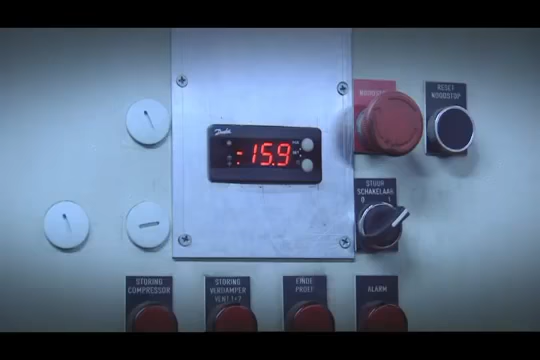 Danfoss
-15.9
NOODSTOP
RESET
NOODSTOP
STUUR
SCHAKELAAR
0 1
STORING
COMPRESSOR
STORING
VERDAMPER
VENT 1+2
EINDE
PROEF
ALARM